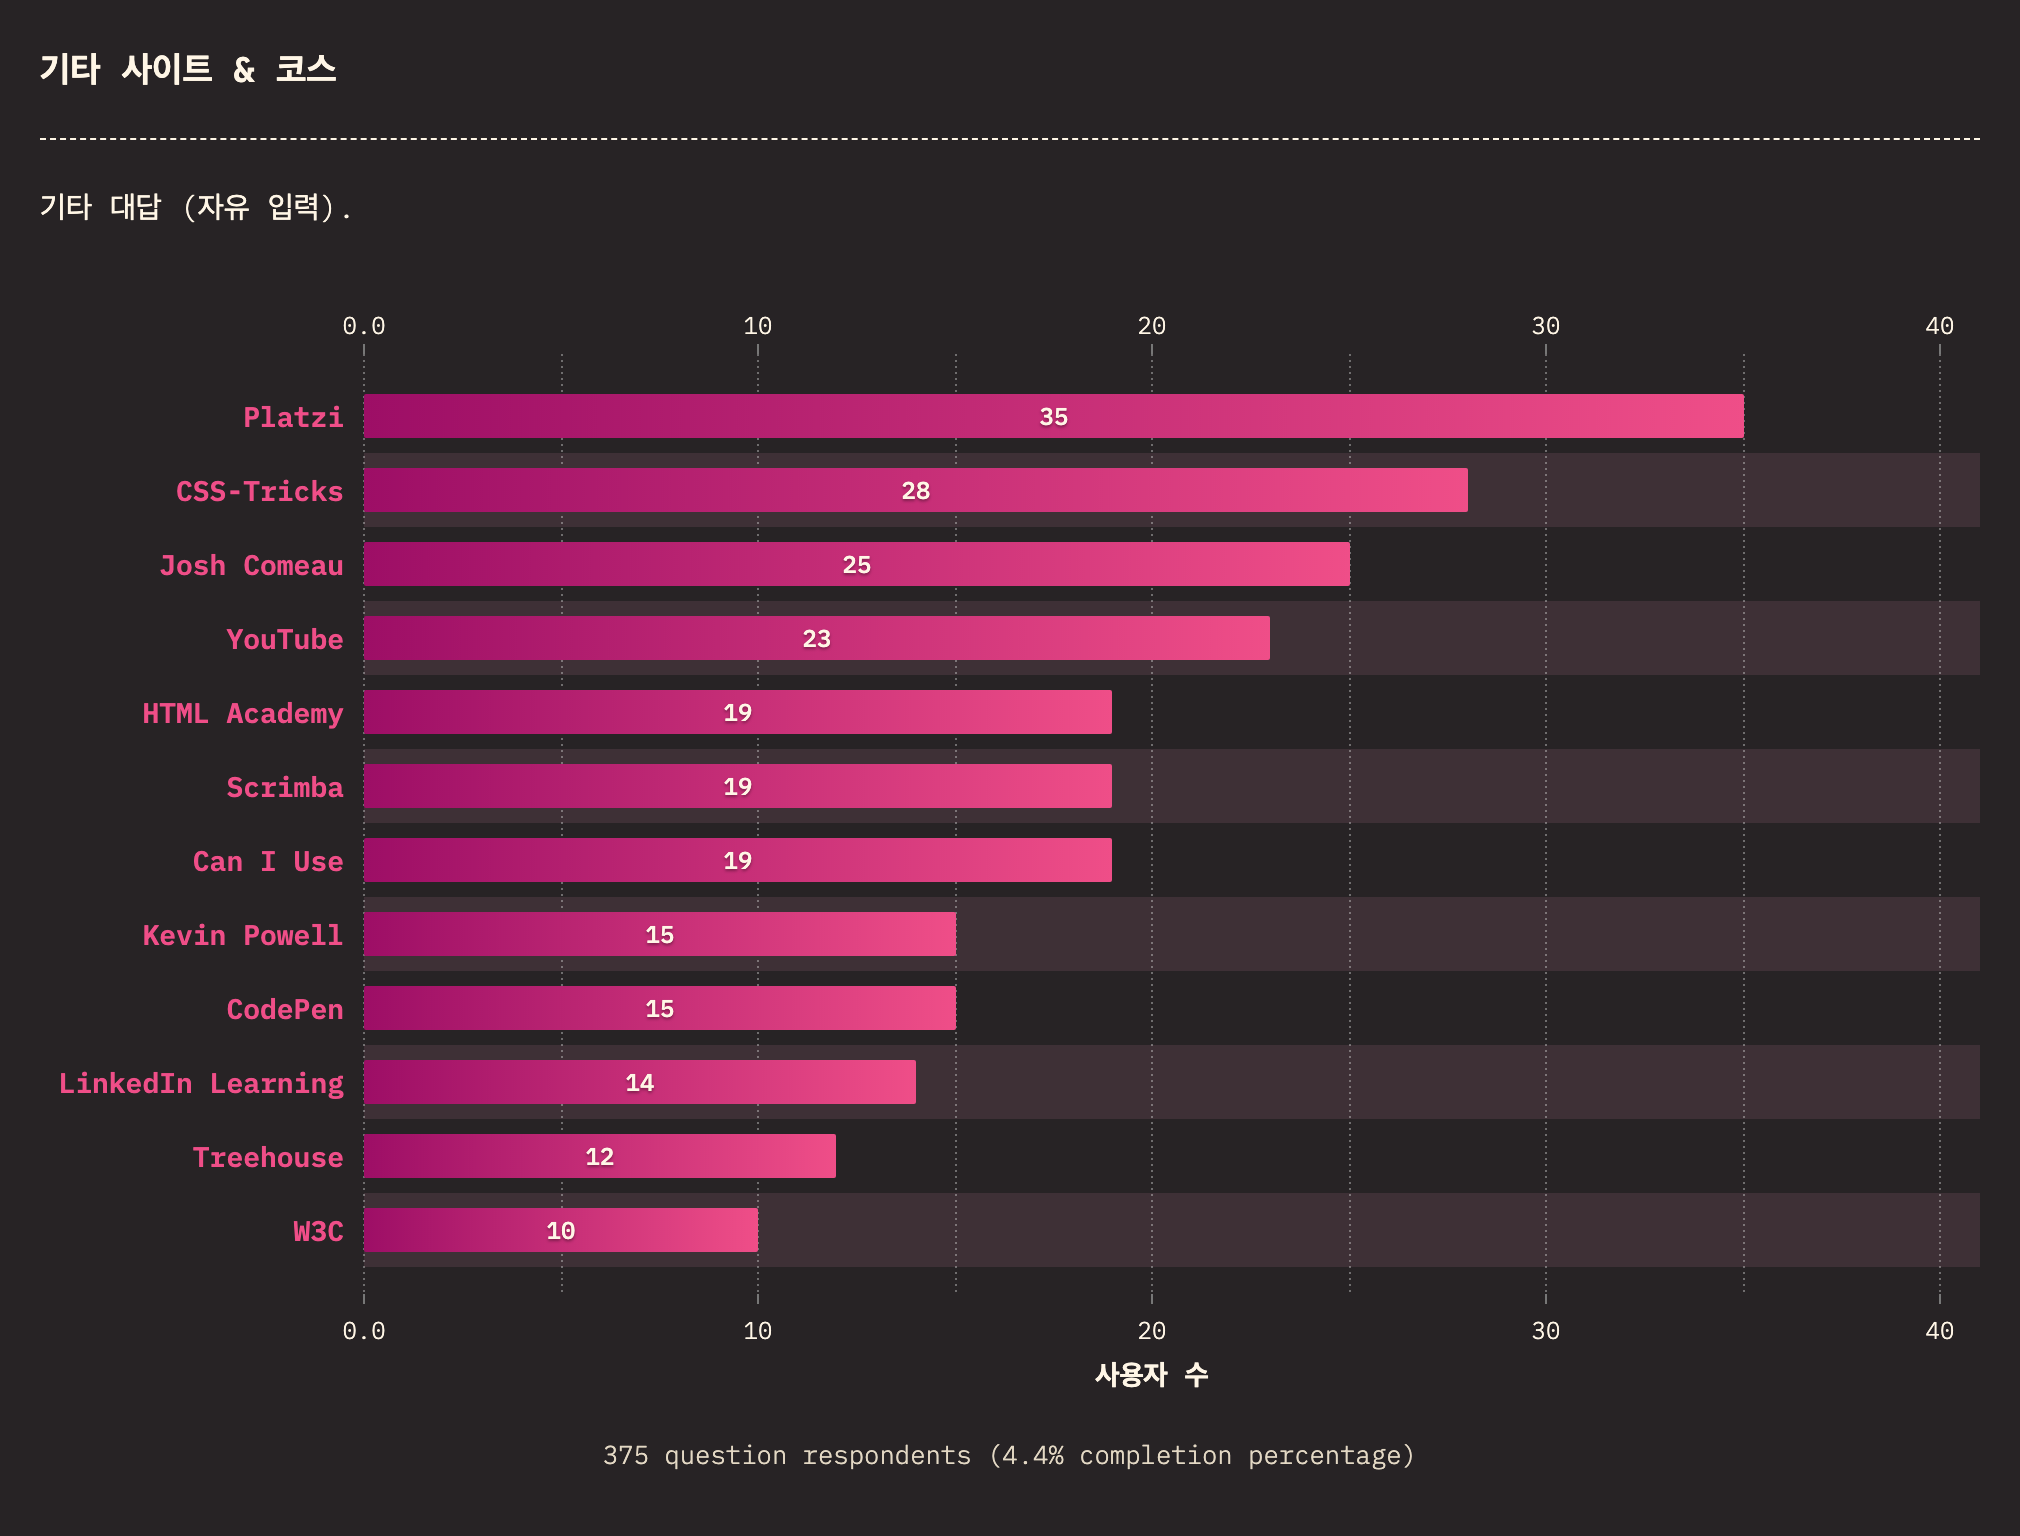 기타 사이트 & 코스
기타 대답 (자유 입력).
0.0 10 20 30 40
Platzi 35
CSS-Tricks 28
Josh Comeau 25
YouTube 23
HTML Academy 19
Scrimba 19
Can I Use 19
Kevin Powell 15
CodePen 15
LinkedIn Learning 14
Treehouse 12
W3C 10
0.0 10 20 30 40
사용자 수
375 question respondents (4.4% completion percentage)